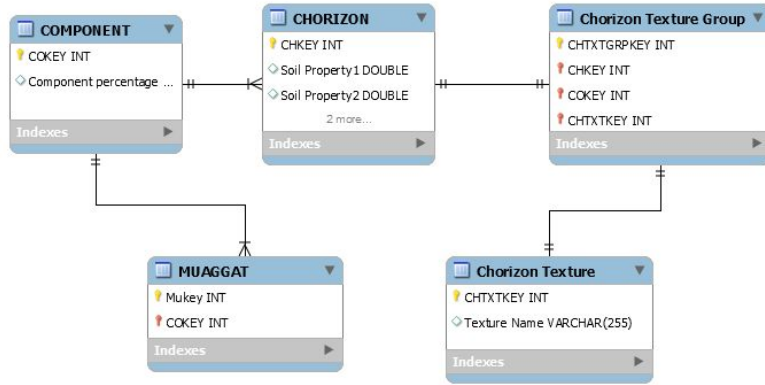 COMPONENT
COKEY INT
Component percentage ...
Indexes
CHORIZON
CHKEY INT
Soil Property1 DOUBLE
Soil Property2 DOUBLE
2 more...
Indexes
Chorizon Texture Group
CHTXTGRPKEY INT
CHKEY INT
COKEY INT
CHTXTKEY INT
Indexes
MUAGGAT
Mukey INT
COKEY INT
Indexes
Chorizon Texture
CHTXTKEY INT
Texture Name VARCHAR(255)
Indexes